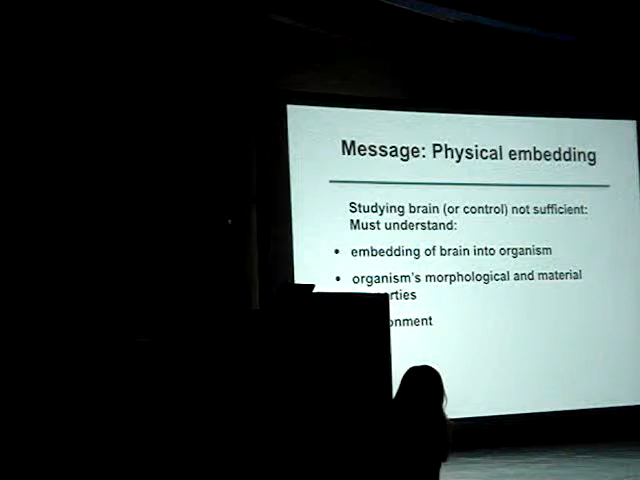 Message: Physical embedding
Studying brain (or control) not sufficient:
Must understand:
• embedding of brain into organism
• organism's morphological and material
rties
onment